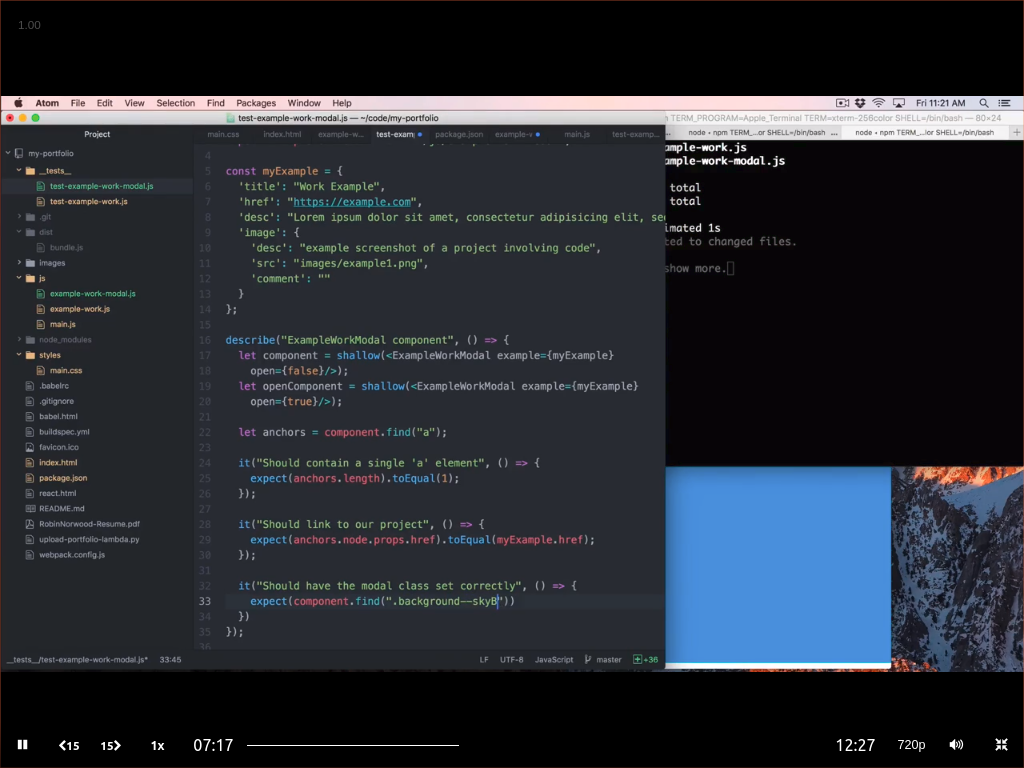 1.00
Atom File Edit View Selection Find Packages Window Help Fri 11:21 AM
test-example-work-modal.js — ~/code/my-portfolio
TERM_PROGRAM=Apple_Terminal TERM=xterm-256color SHELL=/bin/bash — 80×24
Project
main.css index.html example-w... test-examp package.json example-v main.js test-examp...
node • npm TERM_...or SHELL=/bin/bash ... node • npm TERM_.../or SHELL=/bin/bash +
my-portfolio
__tests__
test-example-work-modal.js
test-example-work.js
.git
dist
bundle.js
images
js
example-work-modal.js
example-work.js
main.js
node_modules
styles
main.css
.babelrc
.gitignore
babel.html
buildspec.yml
favicon.ico
index.html
package.json
react.html
README.md
RobinNorwood-Resume.pdf
upload-portfolio-lambda.py
webpack.config.js
4
5 const myExample = {
6 'title': "Work Example",
7 'href': "https://example.com",
8 'desc': "Lorem ipsum dolor sit amet, consectetur adipisicing elit, sed
9 'image': {
10 'desc': "example screenshot of a project involving code",
11 'src': "images/example1.png",
12 'comment': ""
13 }
14 };
15
16 describe("ExampleWorkModal component", () => {
17 let component = shallow(<ExampleWorkModal example={myExample}
18 open={false}/>);
19 let openComponent = shallow(<ExampleWorkModal example={myExample}
20 open={true}/>);
21
22 let anchors = component.find("a");
23
24 it("Should contain a single 'a' element", () => {
25 expect(anchors.length).toEqual(1);
26 });
27
28 it("Should link to our project", () => {
29 expect(anchors.node.props.href).toEqual(myExample.href);
30 });
31
32 it("Should have the modal class set correctly", () => {
33 expect(component.find(".background--skyB"))
34 })
35 });
36
ample-work.js
ample-work-modal.js
total
total
imated 1s
ted to changed files.
show more.
__tests__/test-example-work-modal.js* 33:45 LF UTF-8 JavaScript master +36
15 15 1x 07:17 12:27 720p